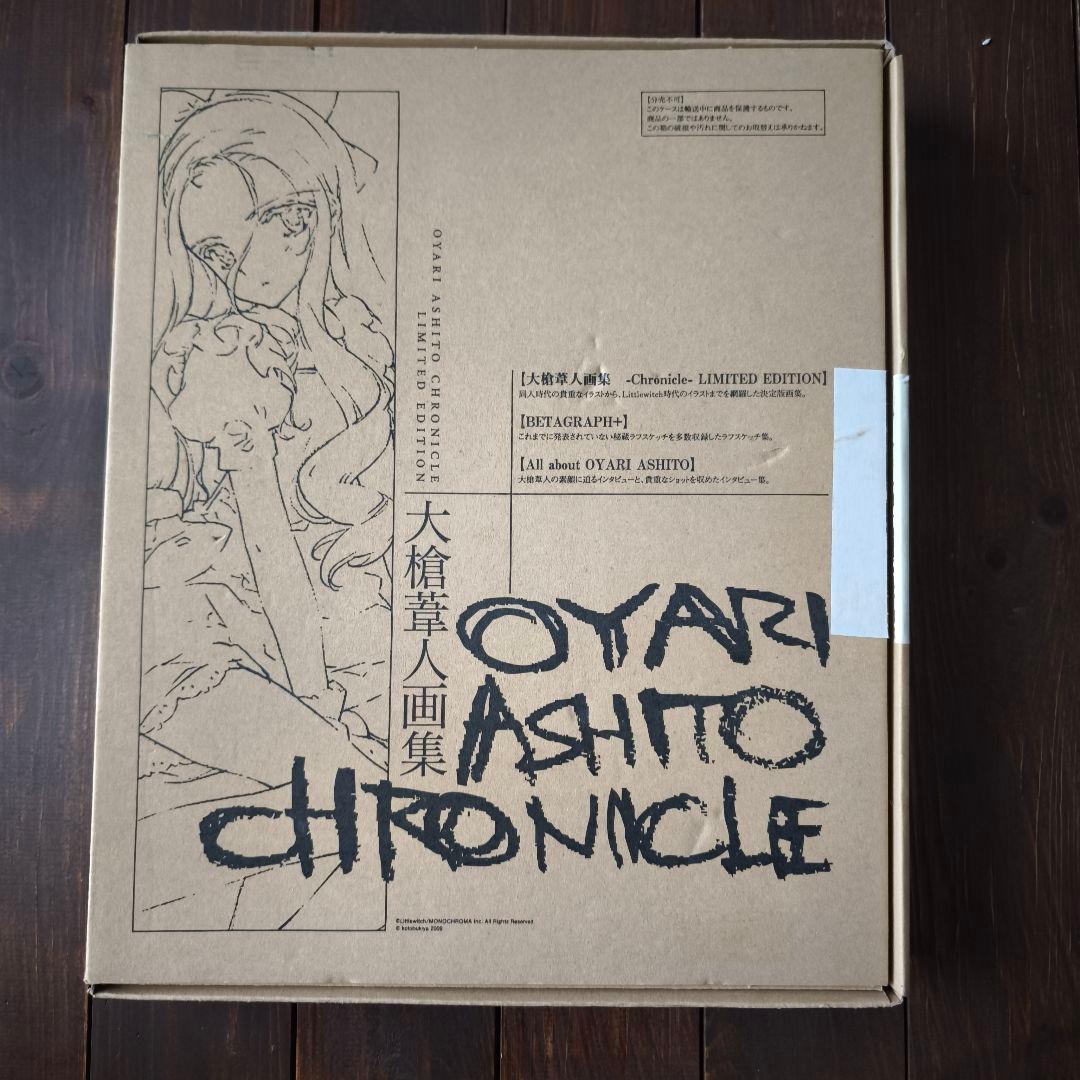 【分売不可】
このケースは輸送中に商品を保護するものです。
商品の一部ではありません。
この箱の破損や汚れに関してのお取替えは承りかねます。
OYARI ASHITO CHRONICLE
LIMITED EDITION
【大槍葦人画集 -Chronicle- LIMITED EDITION】
同人時代の貴重なイラストから、Littlewitch時代のイラストまでを網羅した決定版画集。
【BETAGRAPH+】
これまでに発表されていない秘蔵ラフスケッチを多数収録したラフスケッチ集。
【All about OYARI ASHITO】
大槍葦人の素顔に迫るインタビューと、貴重なショットを収めたインタビュー集。
大槍葦人画集
OYARI
ASHITO
CHRONICLE
©Littlewitch/MONOCHROMA Inc. All Rights Reserved.
© kotobukiya 2009